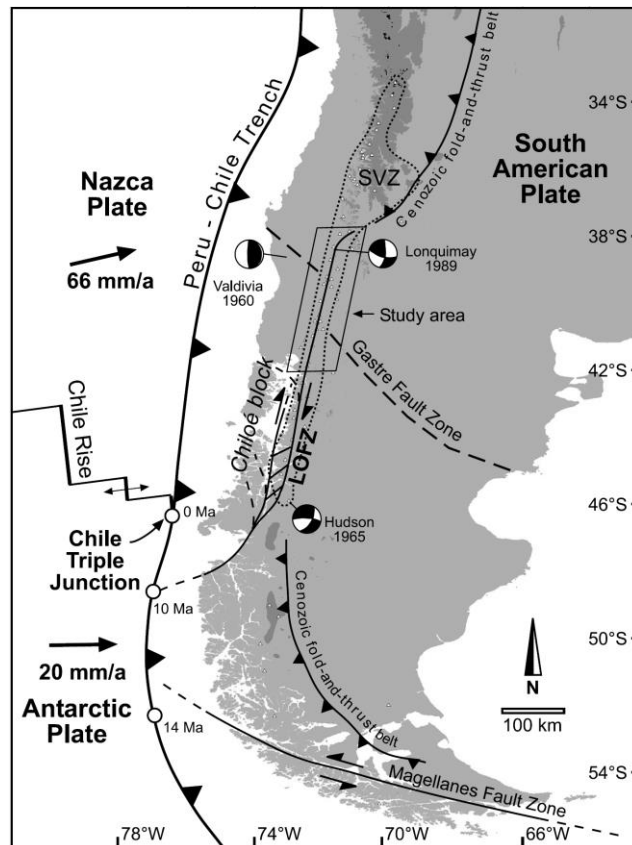 34°S
Cenozoic fold-and-thrust belt
South
American
Plate
Nazca
Plate
Peru - Chile Trench
SVZ
38°S
66 mm/a
Valdivia
1960
Lonquimay
1989
Study area
Gastre Fault Zone
42°S
Chile Rise
Chiloe block
LOFZ
46°S
0 Ma
Hudson
1965
Chile
Triple
Junction
10 Ma
Cenozoic fold-and-thrust belt
50°S
20 mm/a
N
Antarctic
Plate
14 Ma
100 km
Magellanes Fault Zone
54°S
78°W
74°W
70°W
66°W